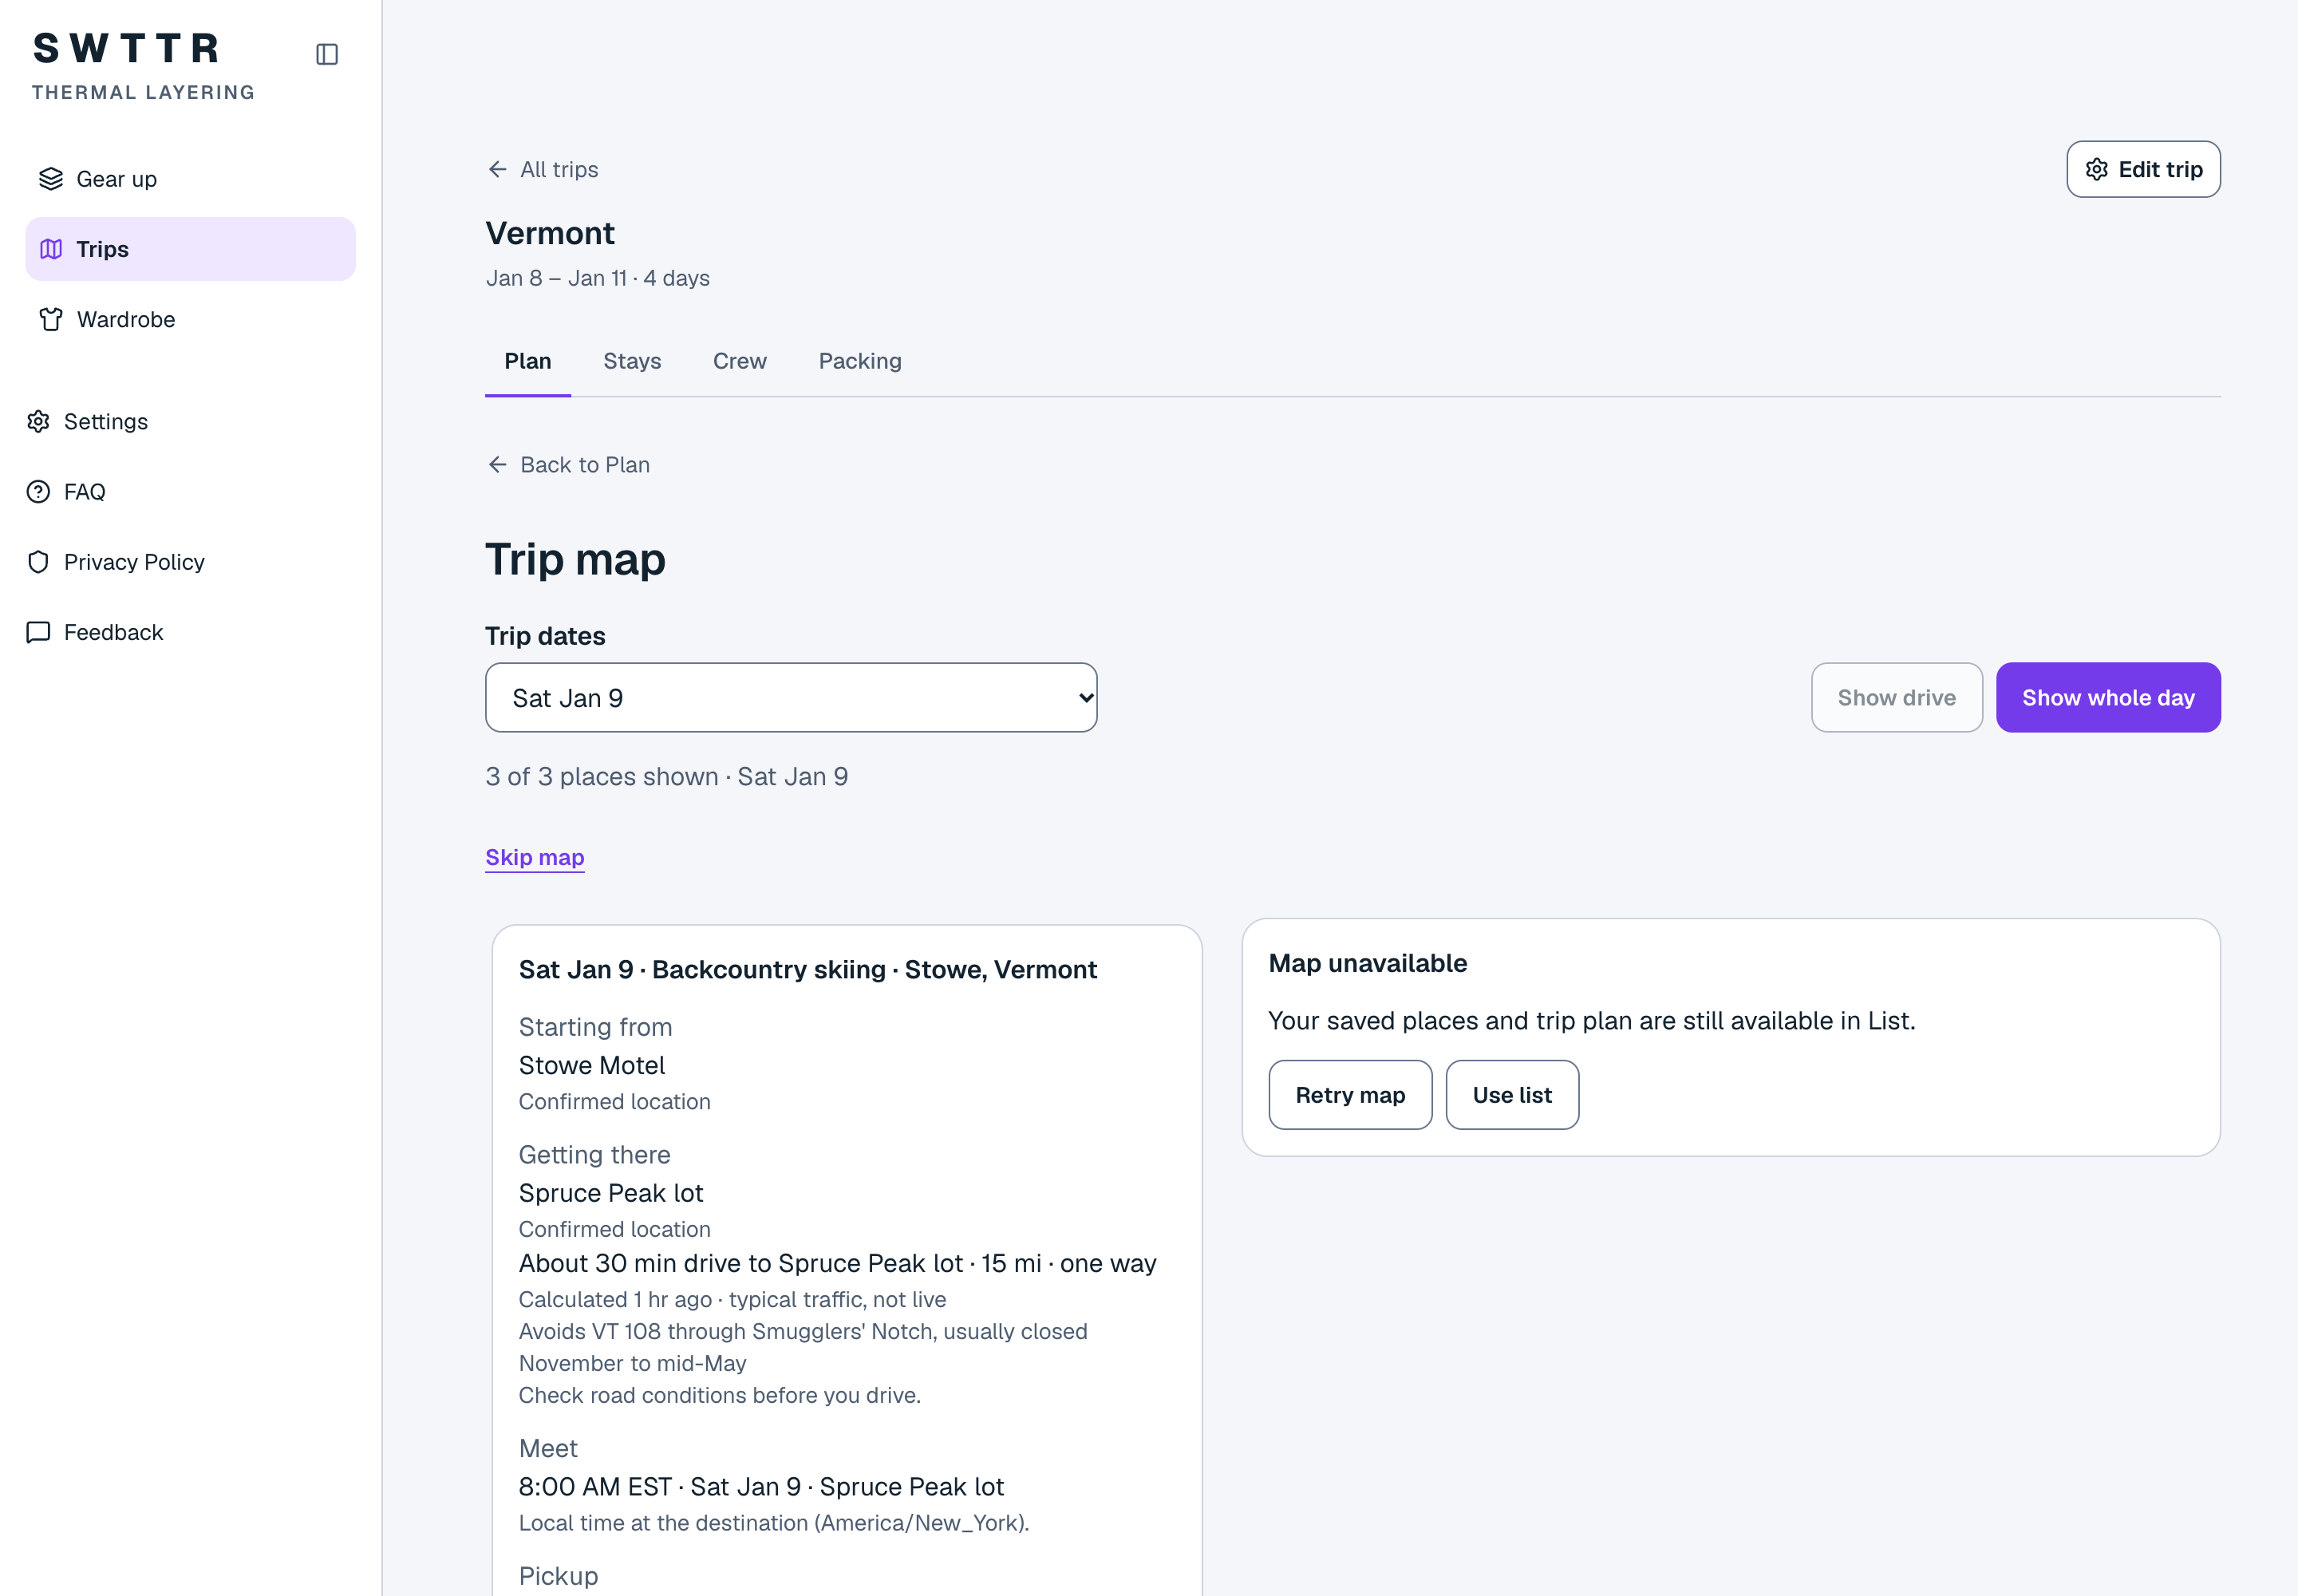 SWTTR
THERMAL LAYERING
Gear up
Trips
Wardrobe
Settings
FAQ
Privacy Policy
Feedback
All trips
Edit trip
Vermont
Jan 8 – Jan 11 · 4 days
Plan
Stays
Crew
Packing
Back to Plan
Trip map
Trip dates
Sat Jan 9
Show drive
Show whole day
3 of 3 places shown · Sat Jan 9
Skip map
Sat Jan 9 · Backcountry skiing · Stowe, Vermont
Starting from
Stowe Motel
Confirmed location
Getting there
Spruce Peak lot
Confirmed location
About 30 min drive to Spruce Peak lot · 15 mi · one way
Calculated 1 hr ago · typical traffic, not live
Avoids VT 108 through Smugglers' Notch, usually closed
November to mid-May
Check road conditions before you drive.
Meet
8:00 AM EST · Sat Jan 9 · Spruce Peak lot
Local time at the destination (America/New_York).
Pickup
Map unavailable
Your saved places and trip plan are still available in List.
Retry map
Use list